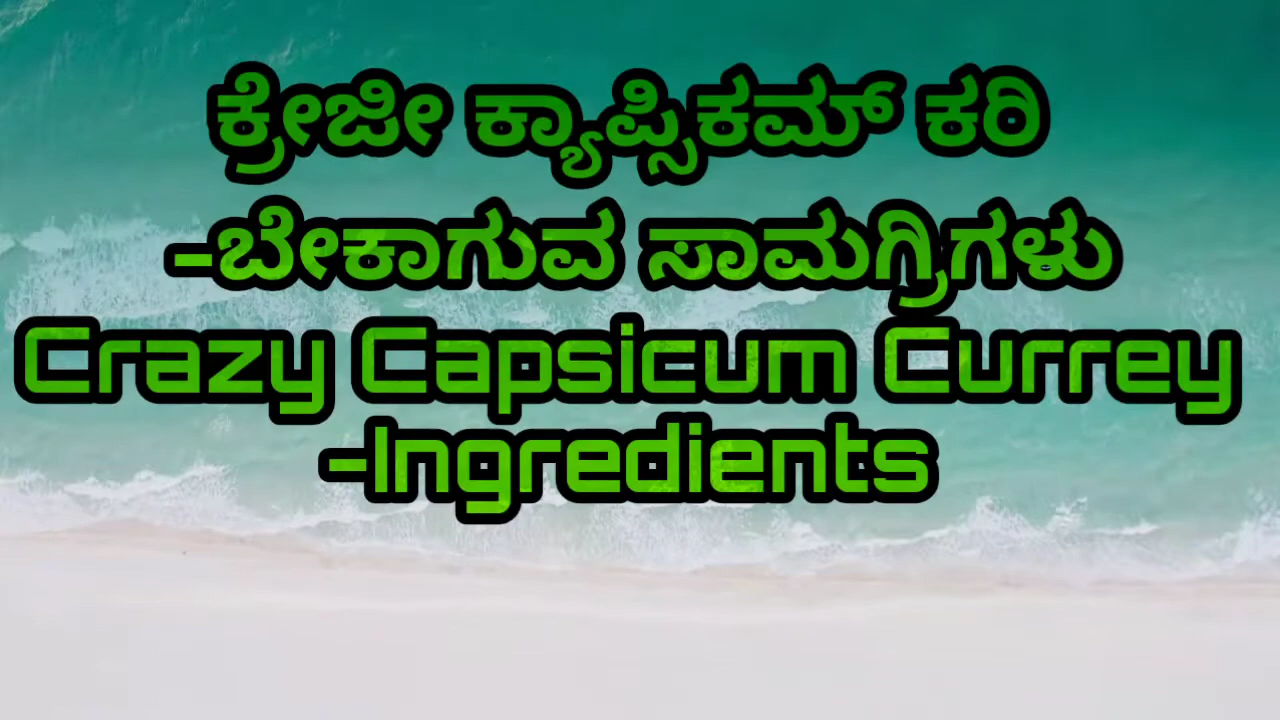 ಕ್ರೇಜೀ ಕ್ಯಾಪ್ಸಿಕಮ್ ಕರಿ
-ಬೇಕಾಗುವ ಸಾಮಗ್ರಿಗಳು
Crazy Capsicum Currey
-Ingredients